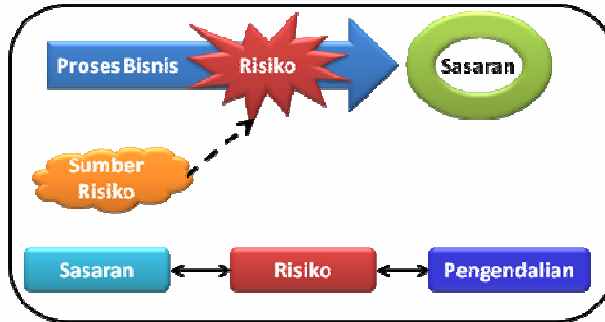 Proses Bisnis
Risiko
Sasaran
Sumber
Risiko
Sasaran
Risiko
Pengendalian